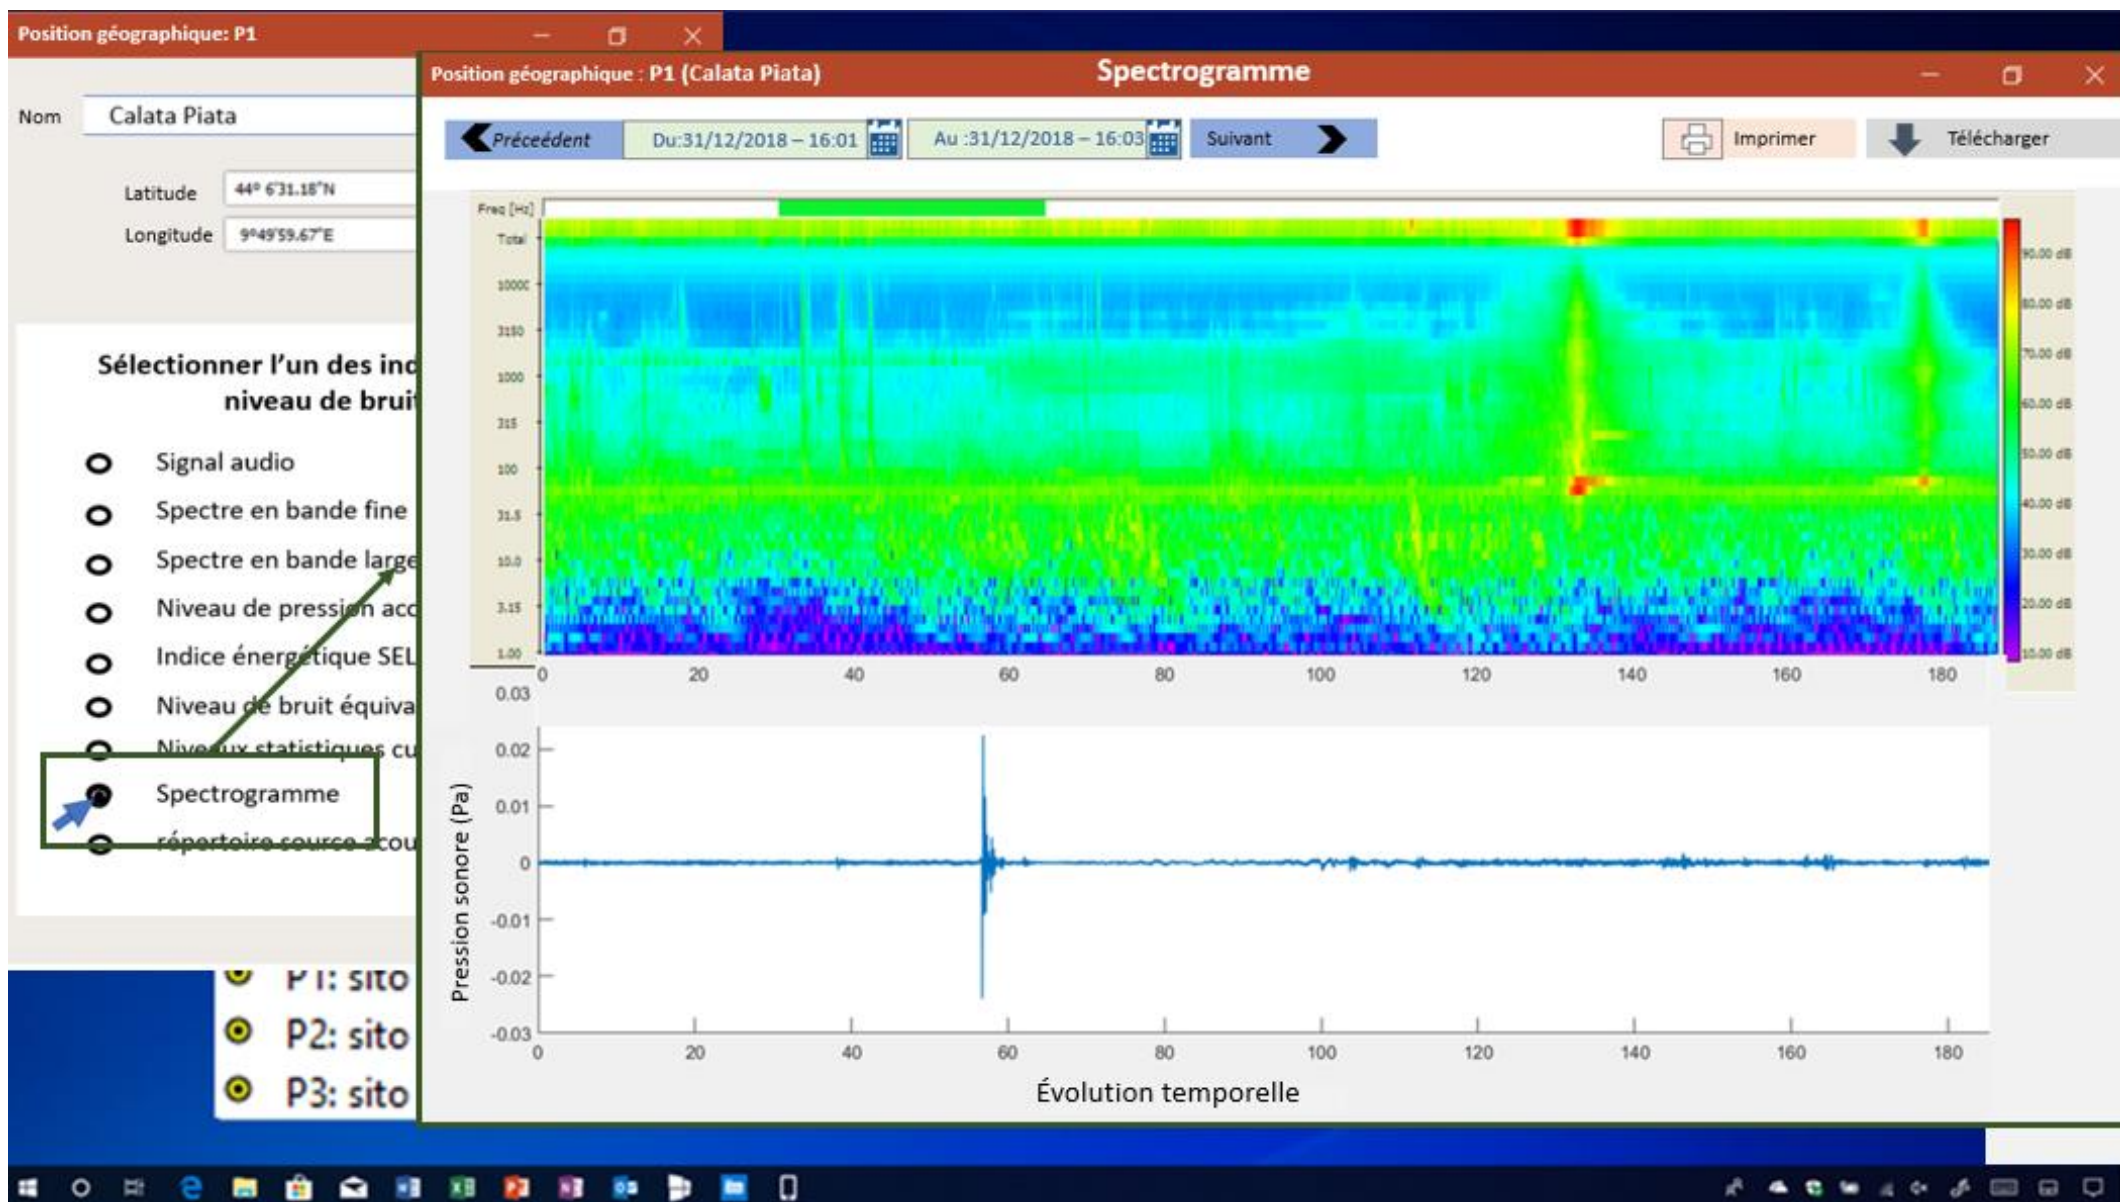 Position géographique: P1
Nom
Calata Piata
Latitude
44° 6'31.18"N
Longitude
9°49'59.67"E
Sélectionner l'un des ind
niveau de bruit
Signal audio
Spectre en bande fine
Spectre en bande large
Niveau de pression aco
Indice énergétique SEL
Niveau de bruit équiva
Niveaux statistiques cu
Spectrogramme
répertoire source acou
P1: sito
P2: sito
P3: sito
Position géographique : P1 (Calata Piata)
Spectrogramme
Précéedent
Du:31/12/2018 – 16:01
Au :31/12/2018 – 16:03
Suivant
Imprimer
Télécharger
Freq [Hz]
Total
1000C
3150
1000
315
100
31.5
10.0
3.15
1.00
90.00 dB
80.00 dB
70.00 dB
60.00 dB
50.00 dB
40.00 dB
30.00 dB
20.00 dB
10.00 dB
0 20 40 60 80 100 120 140 160 180
0.03
0.02
0.01
0
-0.01
-0.02
-0.03
Pression sonore (Pa)
0 20 40 60 80 100 120 140 160 180
Évolution temporelle